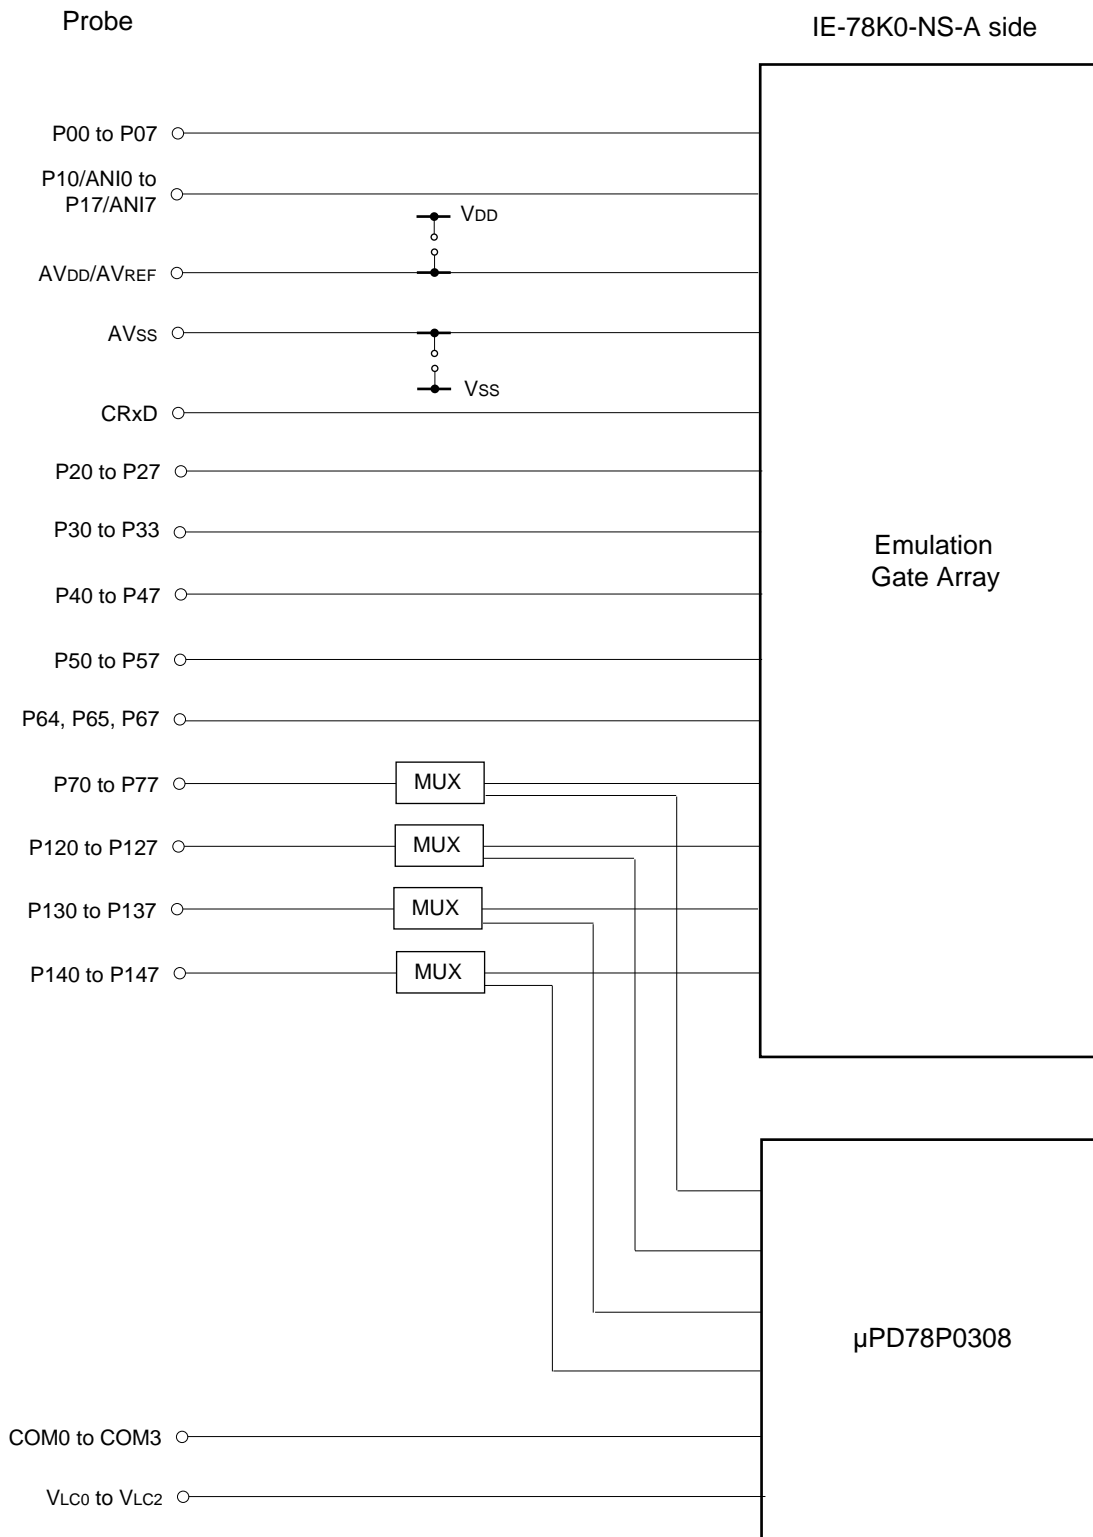 Probe
IE-78K0-NS-A side
P00 to P07
P10/ANI0 to
P17/ANI7
VDD
AVDD/AVREF
AVSS
VSS
CRxD
P20 to P27
P30 to P33
Emulation
Gate Array
P40 to P47
P50 to P57
P64, P65, P67
P70 to P77
MUX
P120 to P127
MUX
P130 to P137
MUX
P140 to P147
MUX
µPD78P0308
COM0 to COM3
VLC0 to VLC2